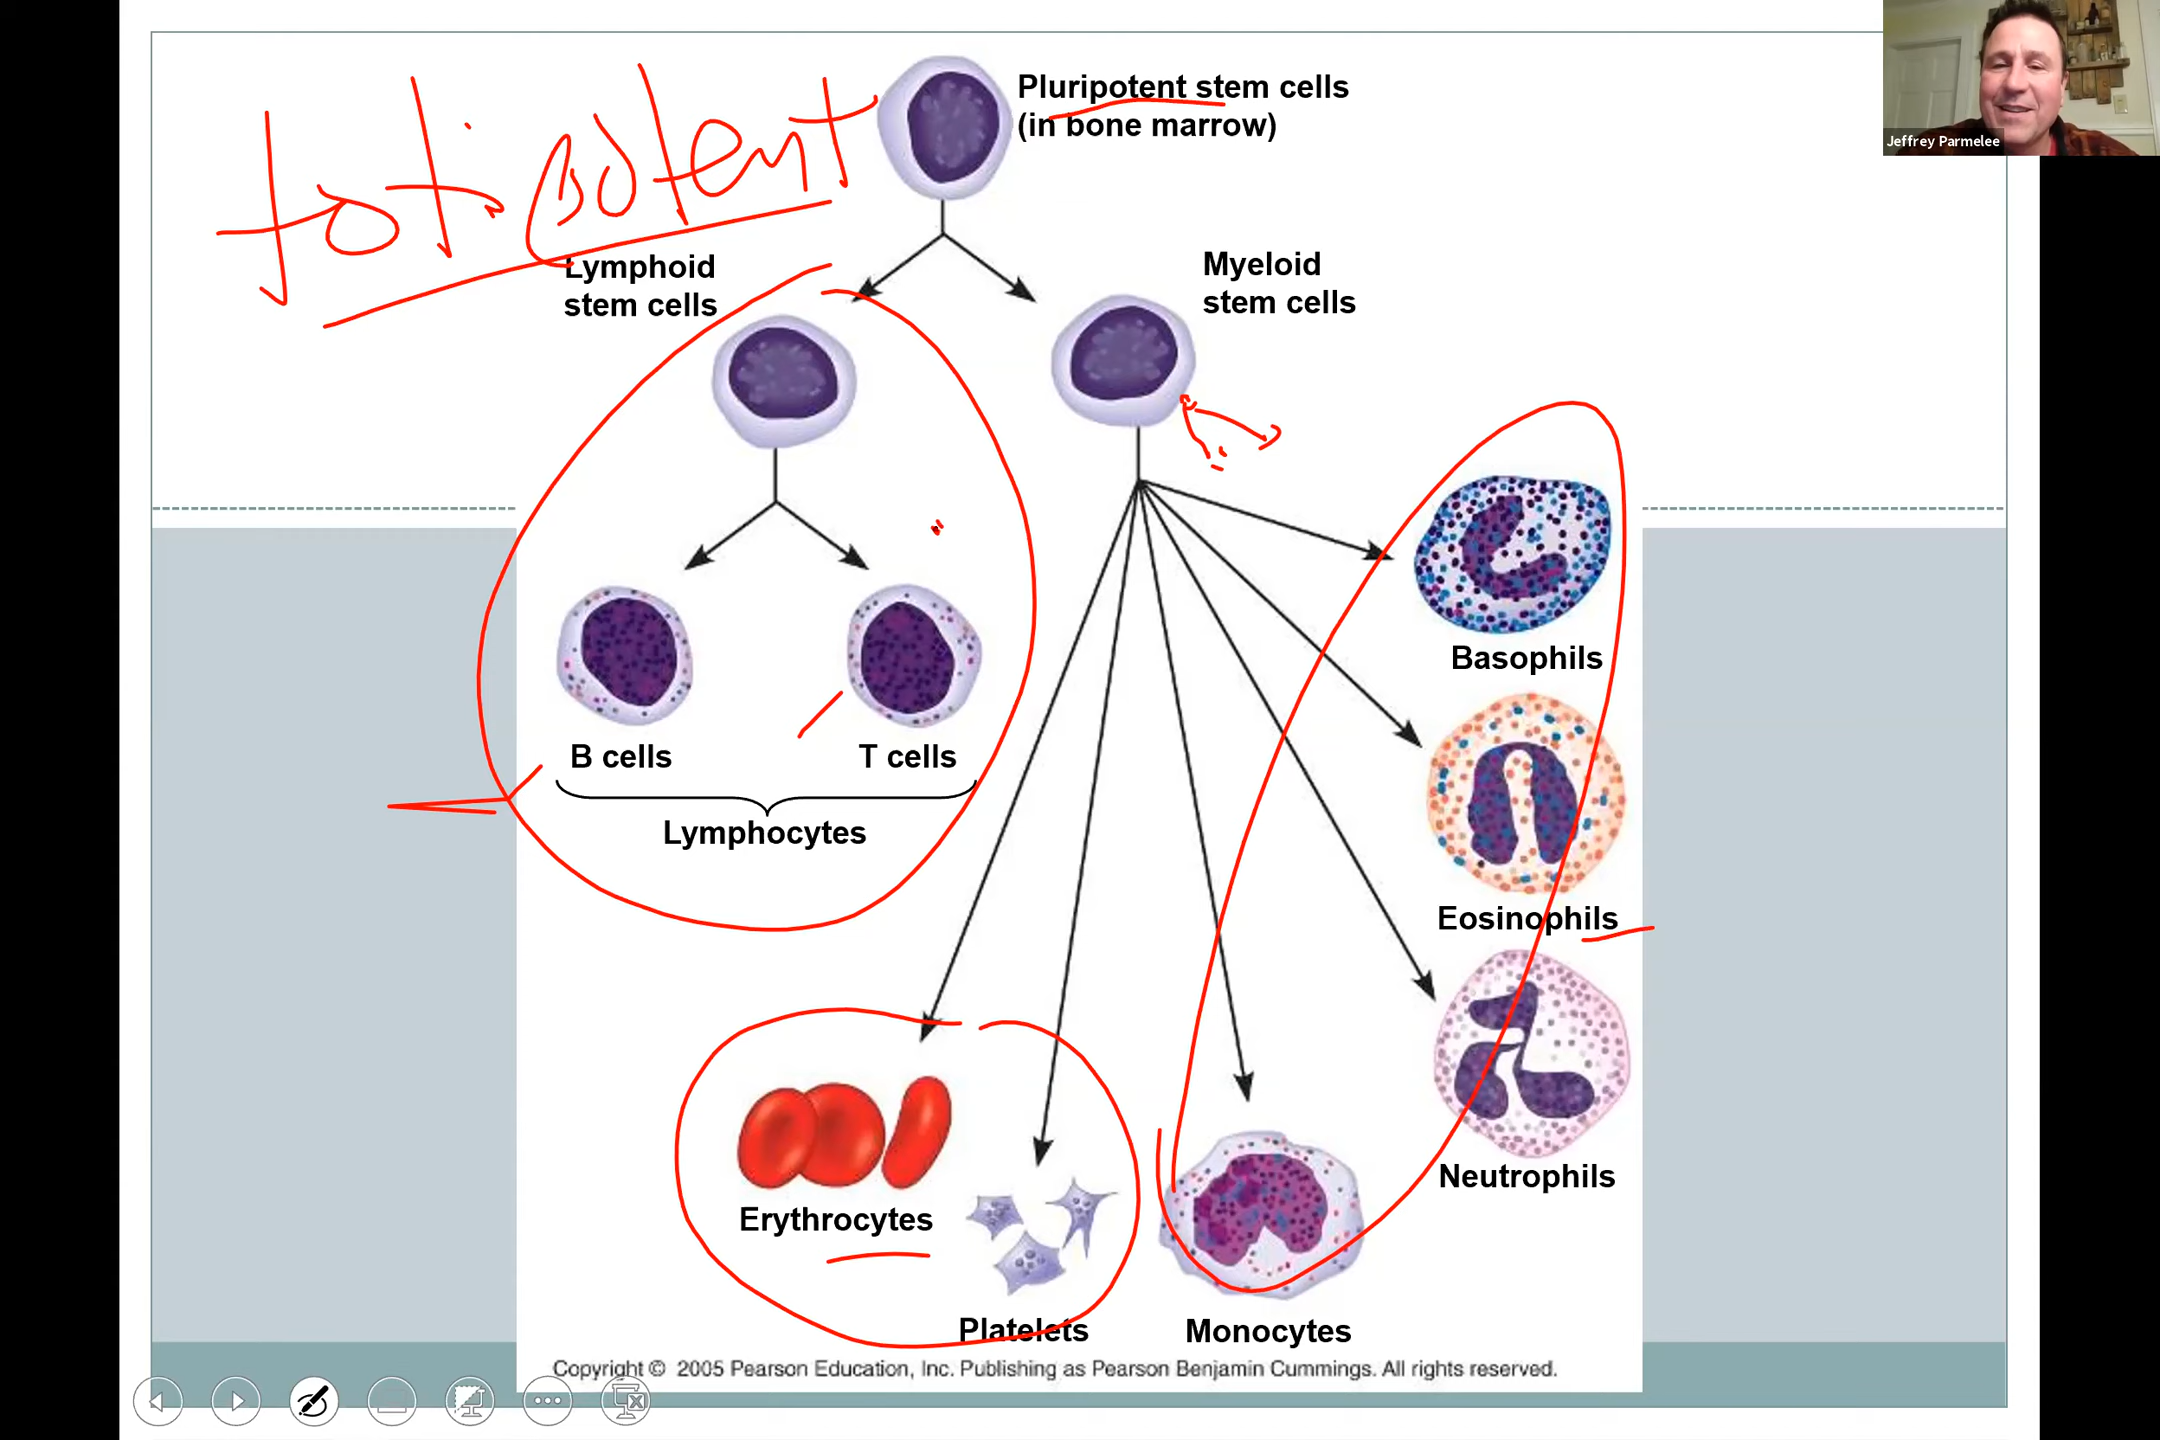 Pluripotent stem cells
(in bone marrow)
Jeffrey Parmelee
totipotent
Lymphoid
stem cells
Myeloid
stem cells
Basophils
B cells
T cells
Lymphocytes
Eosinophils
Neutrophils
Erythrocytes
Platelets
Monocytes
Copyright © 2005 Pearson Education, Inc. Publishing as Pearson Benjamin Cummings. All rights reserved.